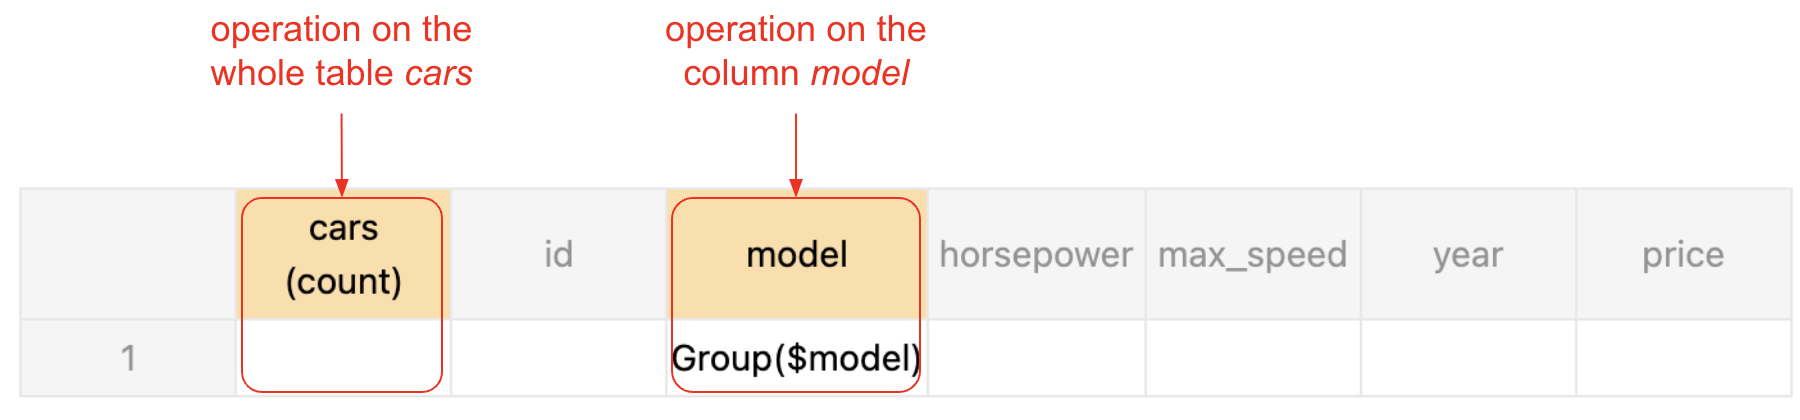 operation on the
whole table cars
operation on the
column model
cars
(count)
id
model
horsepower
max_speed
year
price
1
Group($model)